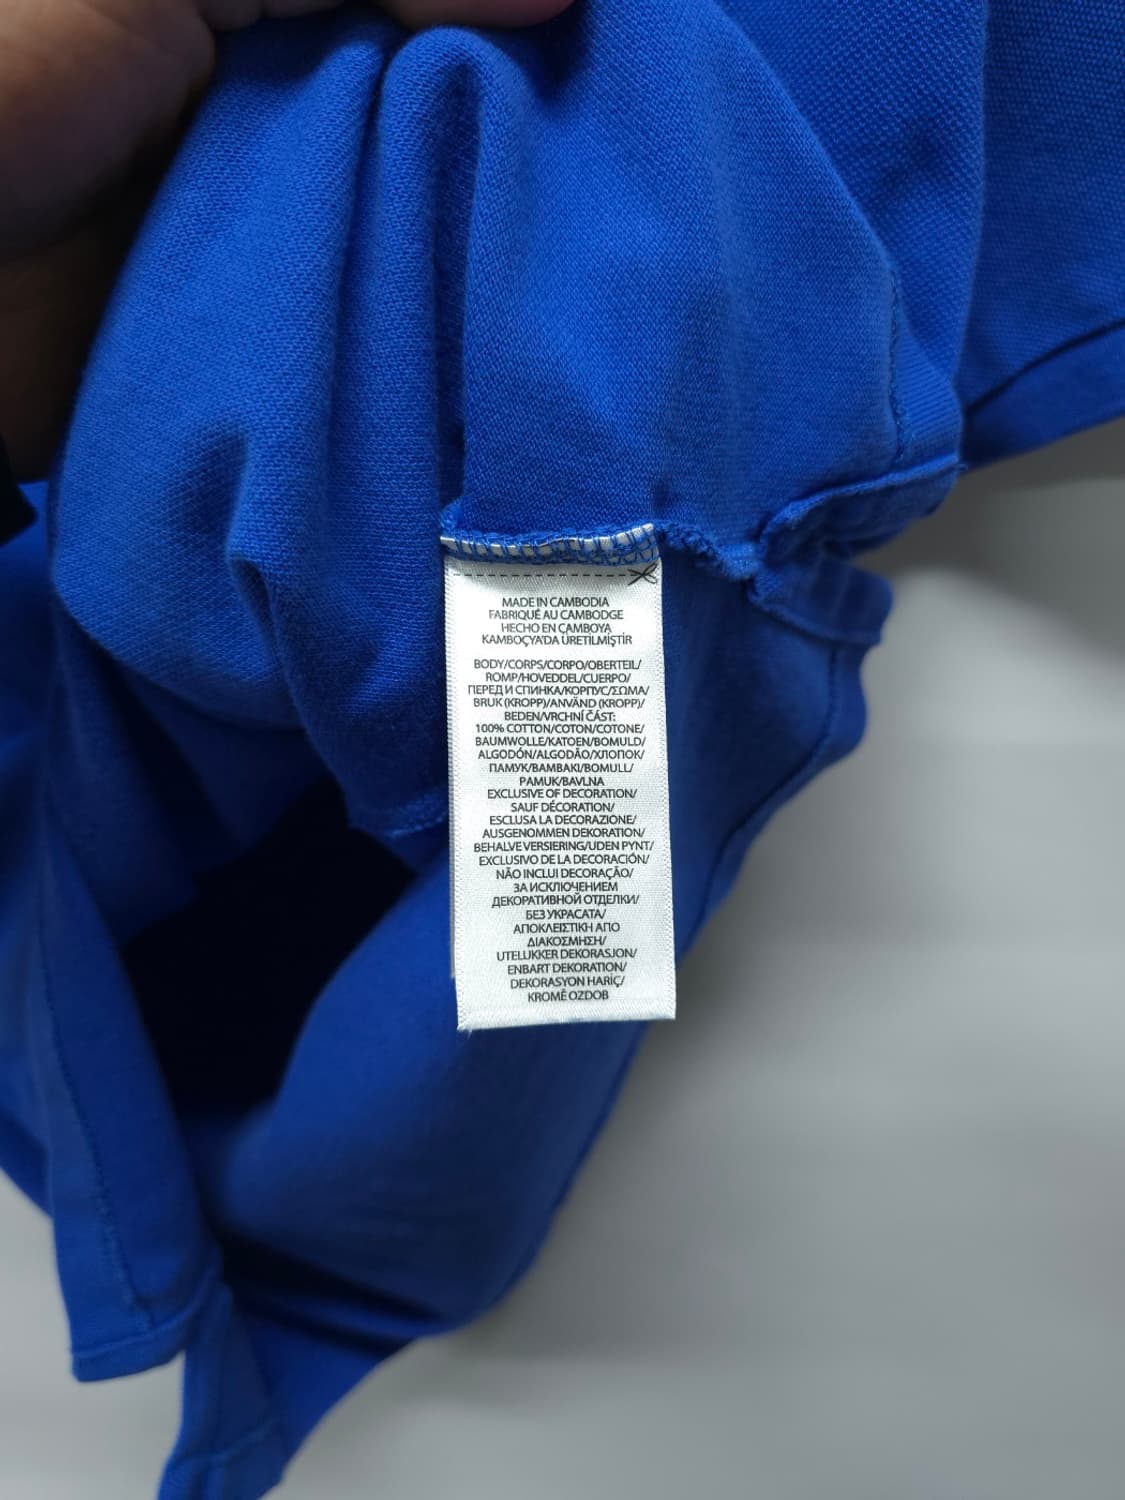 MADE IN CAMBODIA
FABRIQUÉ AU CAMBODGE
HECHO EN CAMBOYA
KAMBOÇYA'DA ÜRETİLMİŞTİR
BODY/CORPS/CORPO/OBERTEIL/
ROMP/HOVEDDEL/CUERPO/
ПЕРЕД И СПИНКА/КОРПУС/ΣΩΜΑ/
BRUK (KROPP)/ANVÄND (KROPP)/
BEDEN/VRCHNÍ ČÁST:
100% COTTON/COTON/COTONE/
BAUMWOLLE/KATOEN/BOMULD/
ALGODÓN/ALGODÃO/ХЛОПОК/
ПАМУК/ΒΑΜΒΑΚΙ/BOMULL/
PAMUK/BAVLNA
EXCLUSIVE OF DECORATION/
SAUF DÉCORATION/
ESCLUSA LA DECORAZIONE/
AUSGENOMMEN DEKORATION/
BEHALVE VERSIERING/UDEN PYNT/
EXCLUSIVO DE LA DECORACIÓN/
NÃO INCLUI DECORAÇÃO/
ЗА ИСКЛЮЧЕНИЕМ
ДЕКОРАТИВНОЙ ОТДЕЛКИ/
БЕЗ УКРАСАТА/
ΑΠΟΚΛΕΙΣΤΙΚΗ ΑΠΟ
ΔΙΑΚΟΣΜΗΣΗ/
UTELUKKER DEKORASJON/
ENBART DEKORATION/
DEKORASYON HARİÇ/
KROMĚ OZDOB